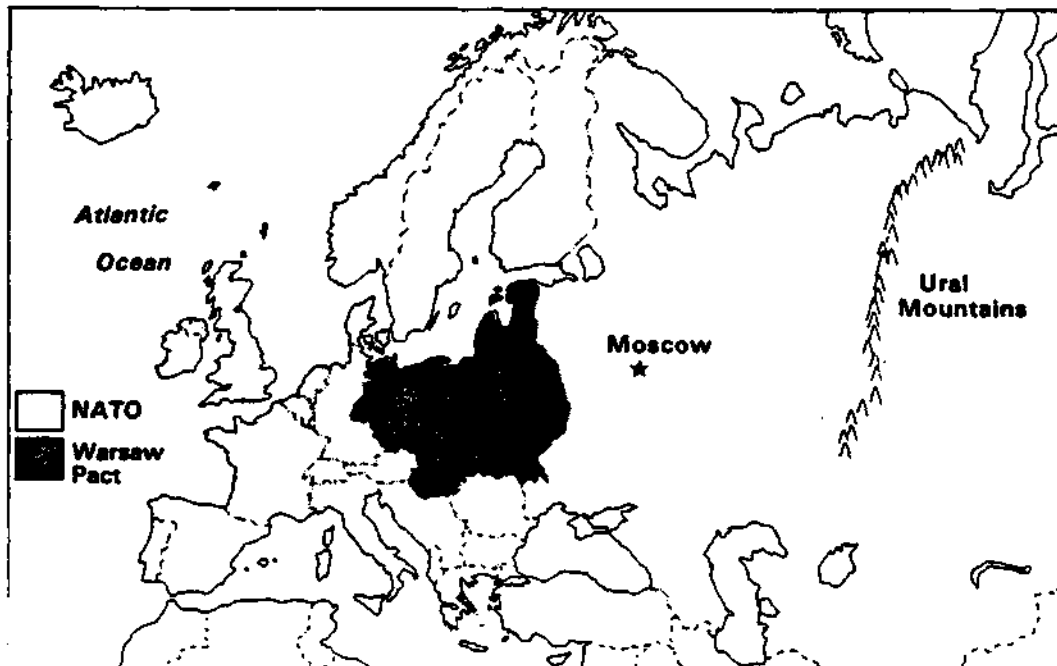 Atlantic
Ocean
Ural
Mountains
Moscow
NATO
Warsaw
Pact